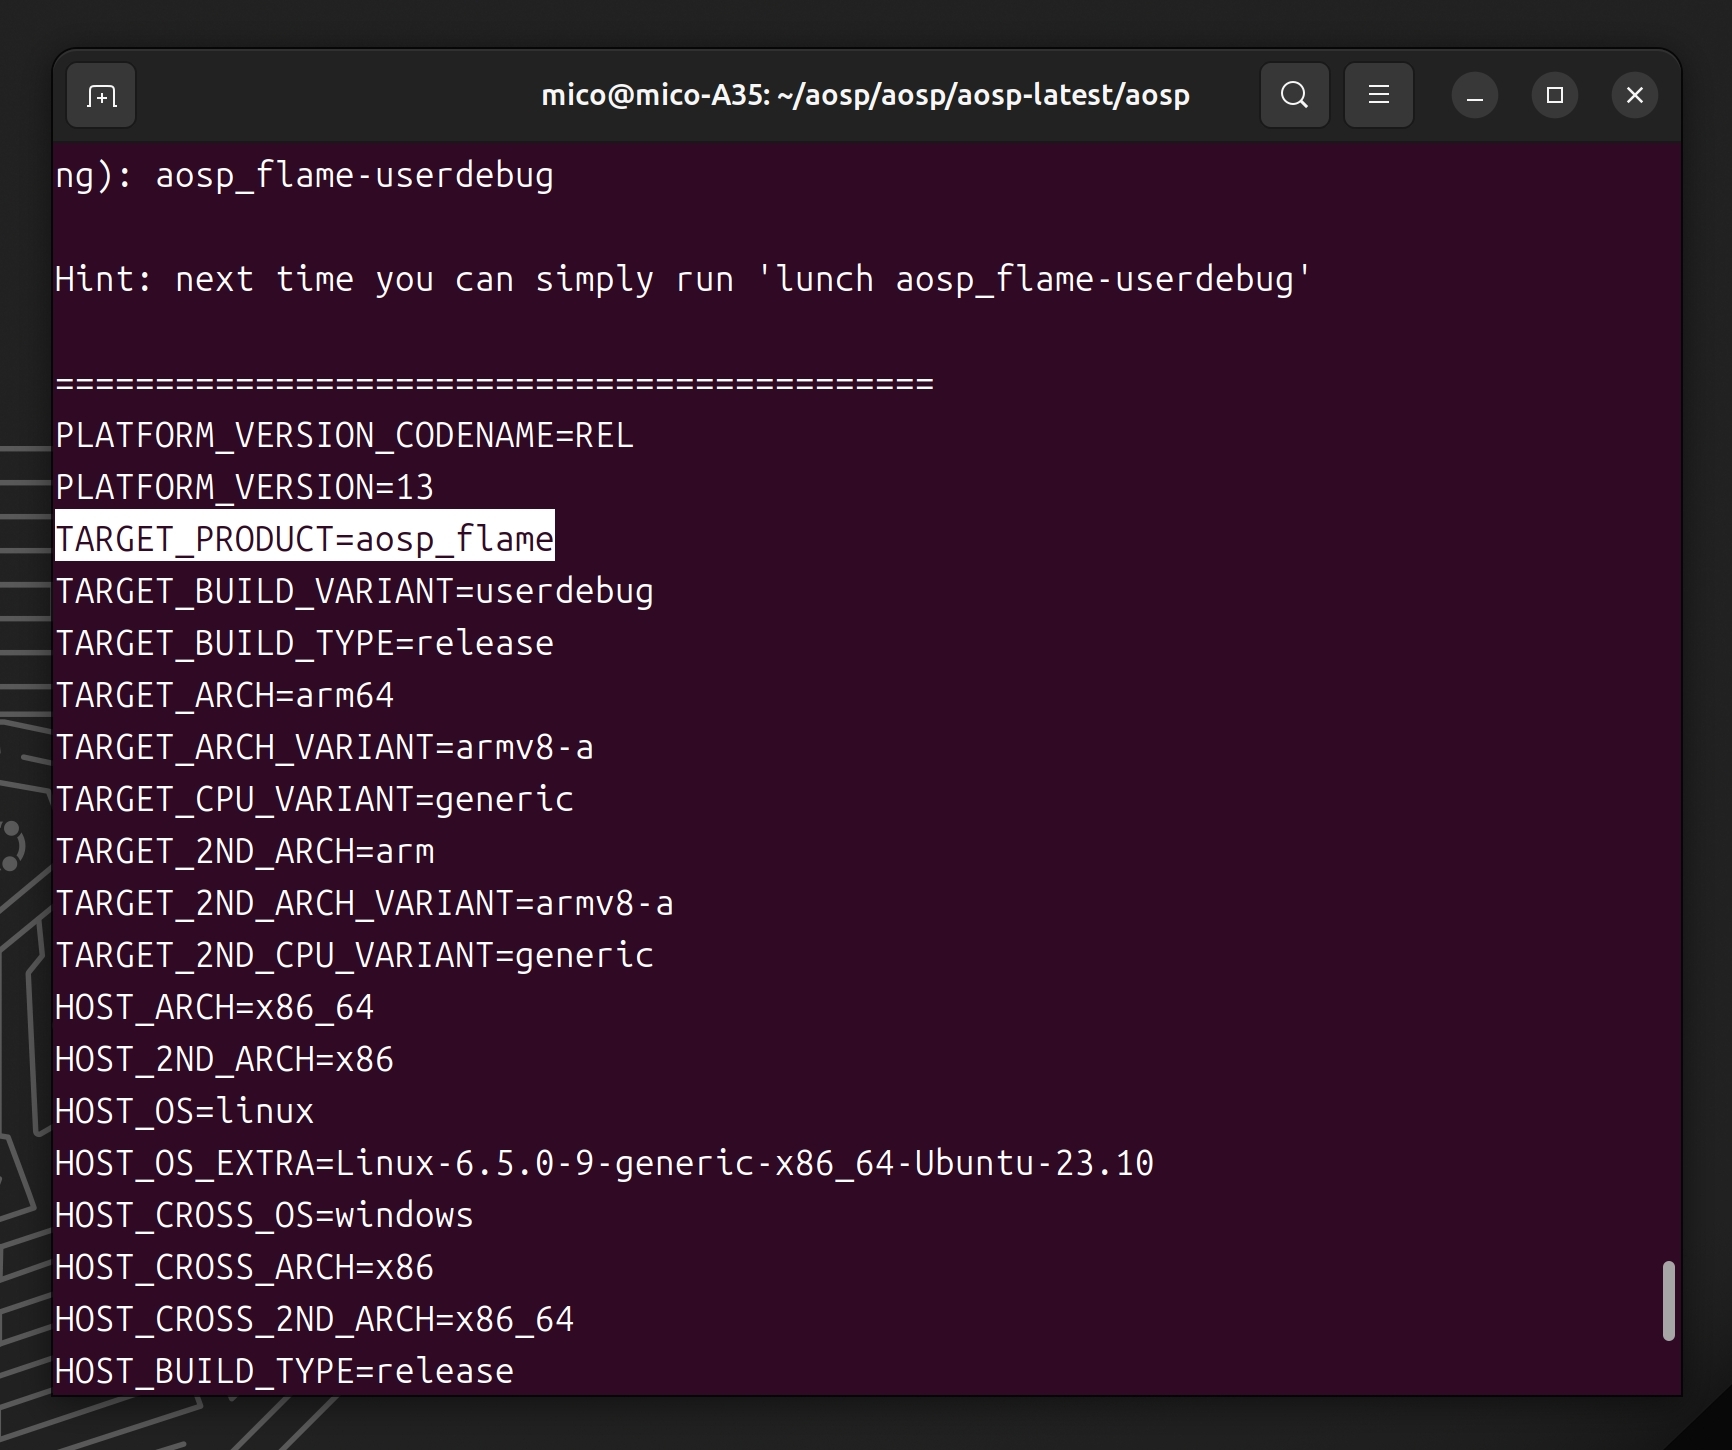 mico@mico-A35: ~/aosp/aosp/aosp-latest/aosp
ng): aosp_flame-userdebug
Hint: next time you can simply run 'lunch aosp_flame-userdebug'
============================================
PLATFORM_VERSION_CODENAME=REL
PLATFORM_VERSION=13
TARGET_PRODUCT=aosp_flame
TARGET_BUILD_VARIANT=userdebug
TARGET_BUILD_TYPE=release
TARGET_ARCH=arm64
TARGET_ARCH_VARIANT=armv8-a
TARGET_CPU_VARIANT=generic
TARGET_2ND_ARCH=arm
TARGET_2ND_ARCH_VARIANT=armv8-a
TARGET_2ND_CPU_VARIANT=generic
HOST_ARCH=x86_64
HOST_2ND_ARCH=x86
HOST_OS=linux
HOST_OS_EXTRA=Linux-6.5.0-9-generic-x86_64-Ubuntu-23.10
HOST_CROSS_OS=windows
HOST_CROSS_ARCH=x86
HOST_CROSS_2ND_ARCH=x86_64
HOST_BUILD_TYPE=release